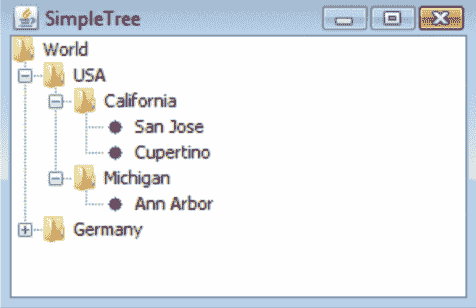 SimpleTree
World
USA
California
San Jose
Cupertino
Michigan
Ann Arbor
Germany